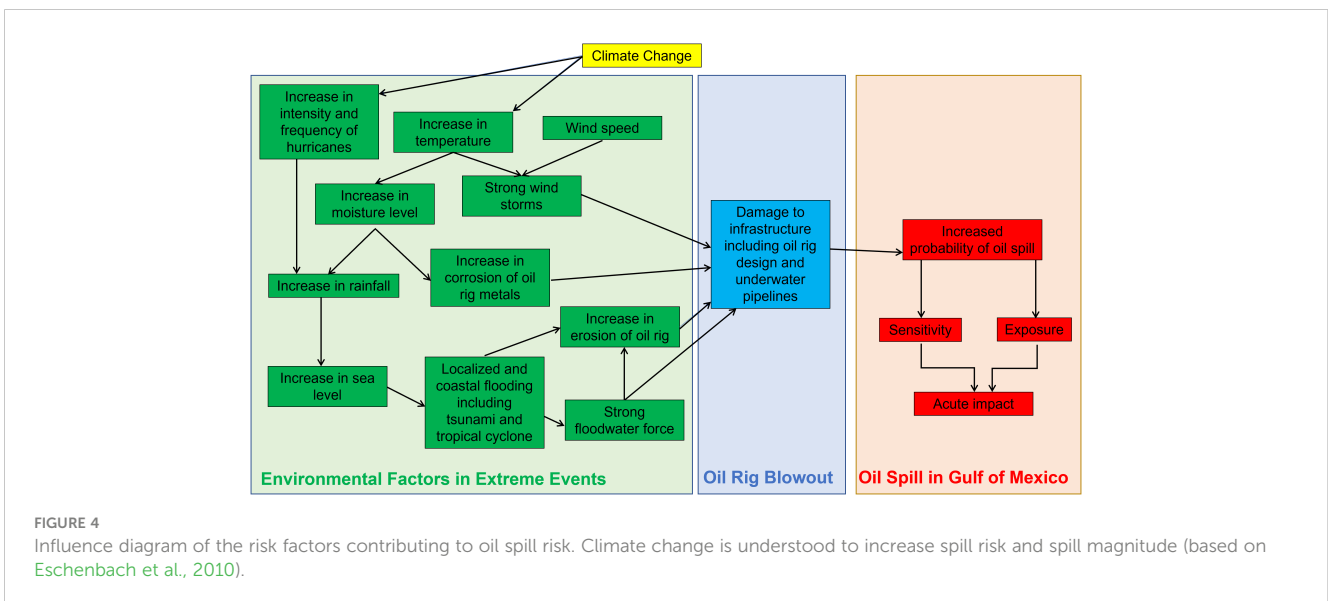 Climate Change
Increase in
intensity and
frequency of
hurricanes
Increase in
temperature
Wind speed
Increase in
moisture level
Strong wind
storms
Increase in rainfall
Increase in
corrosion of oil
rig metals
Increase in
erosion of oil rig
Increase in sea
level
Localized and
coastal flooding
including
tsunami and
tropical cyclone
Strong
floodwater force
Environmental Factors in Extreme Events
Damage to
infrastructure
including oil rig
design and
underwater
pipelines
Oil Rig Blowout
Increased
probability of oil spill
Sensitivity
Exposure
Acute impact
Oil Spill in Gulf of Mexico
FIGURE 4
Influence diagram of the risk factors contributing to oil spill risk. Climate change is understood to increase spill risk and spill magnitude (based on
Eschenbach et al., 2010).